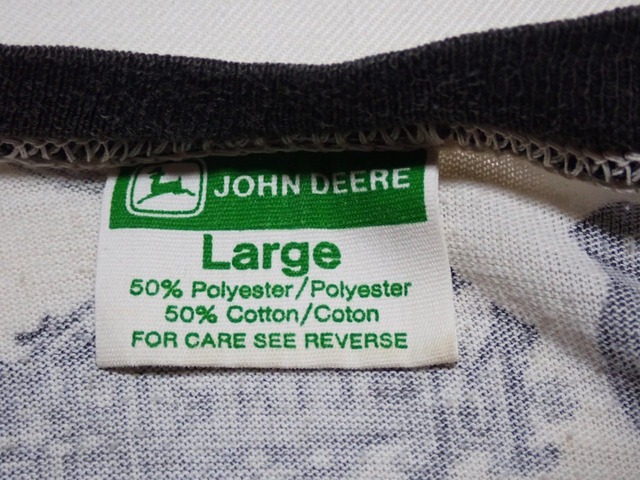 JOHN DEERE
Large
50% Polyester/Polyester
50% Cotton/Coton
FOR CARE SEE REVERSE